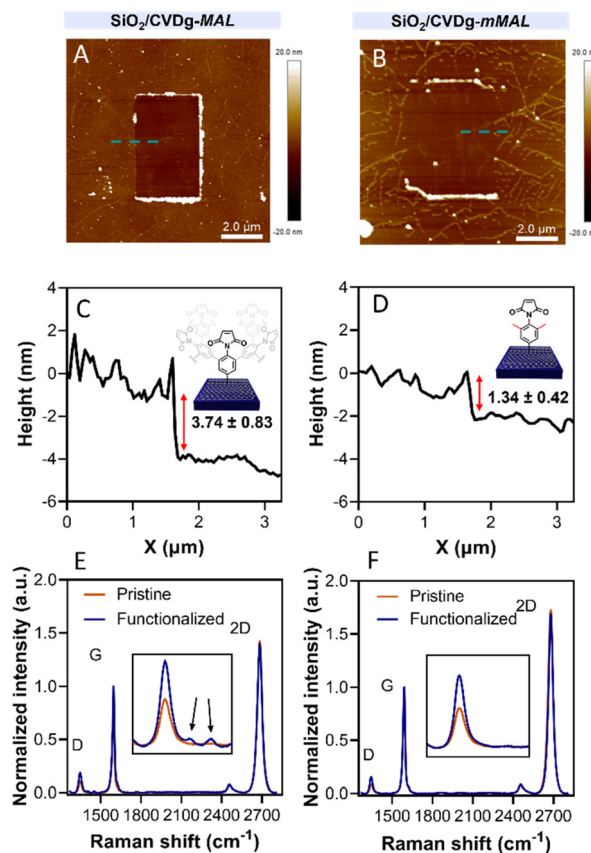 SiO₂/CVDg-MAL
SiO₂/CVDg-mMAL
A
20.0 nm
-20.0 nm
2.0 µm
B
20.0 nm
-20.0 nm
2.0 µm
C
Height (nm)
4
2
0
-2
-4
-6
0
1
2
3
X (µm)
3.74 ± 0.83
O
N
O
D
Height (nm)
4
2
0
-2
-4
-6
0
1
2
3
X (µm)
1.34 ± 0.42
O
N
O
E
Normalized intensity (a.u.)
2.0
1.5
1.0
0.5
0.0
1500
1800
2100
2400
2700
Raman shift (cm⁻¹)
Pristine
Functionalized
2D
G
D
F
Normalized intensity (a.u.)
2.0
1.5
1.0
0.5
0.0
1500
1800
2100
2400
2700
Raman shift (cm⁻¹)
Pristine
Functionalized
2D
G
D